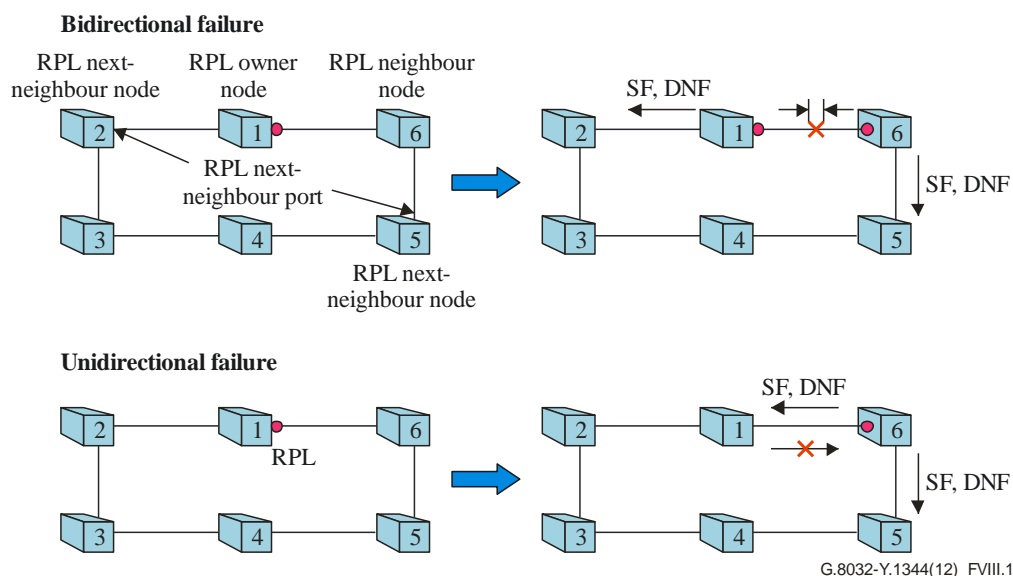 Bidirectional failure
RPL next-
neighbour node
RPL owner
node
RPL neighbour
node
2
1
6
RPL next-
neighbour port
3
4
5
RPL next-
neighbour node
SF, DNF
2
1
6
SF, DNF
3
4
5
Unidirectional failure
2
1
6
RPL
3
4
5
SF, DNF
2
1
6
SF, DNF
3
4
5
G.8032-Y.1344(12)_FVIII.1